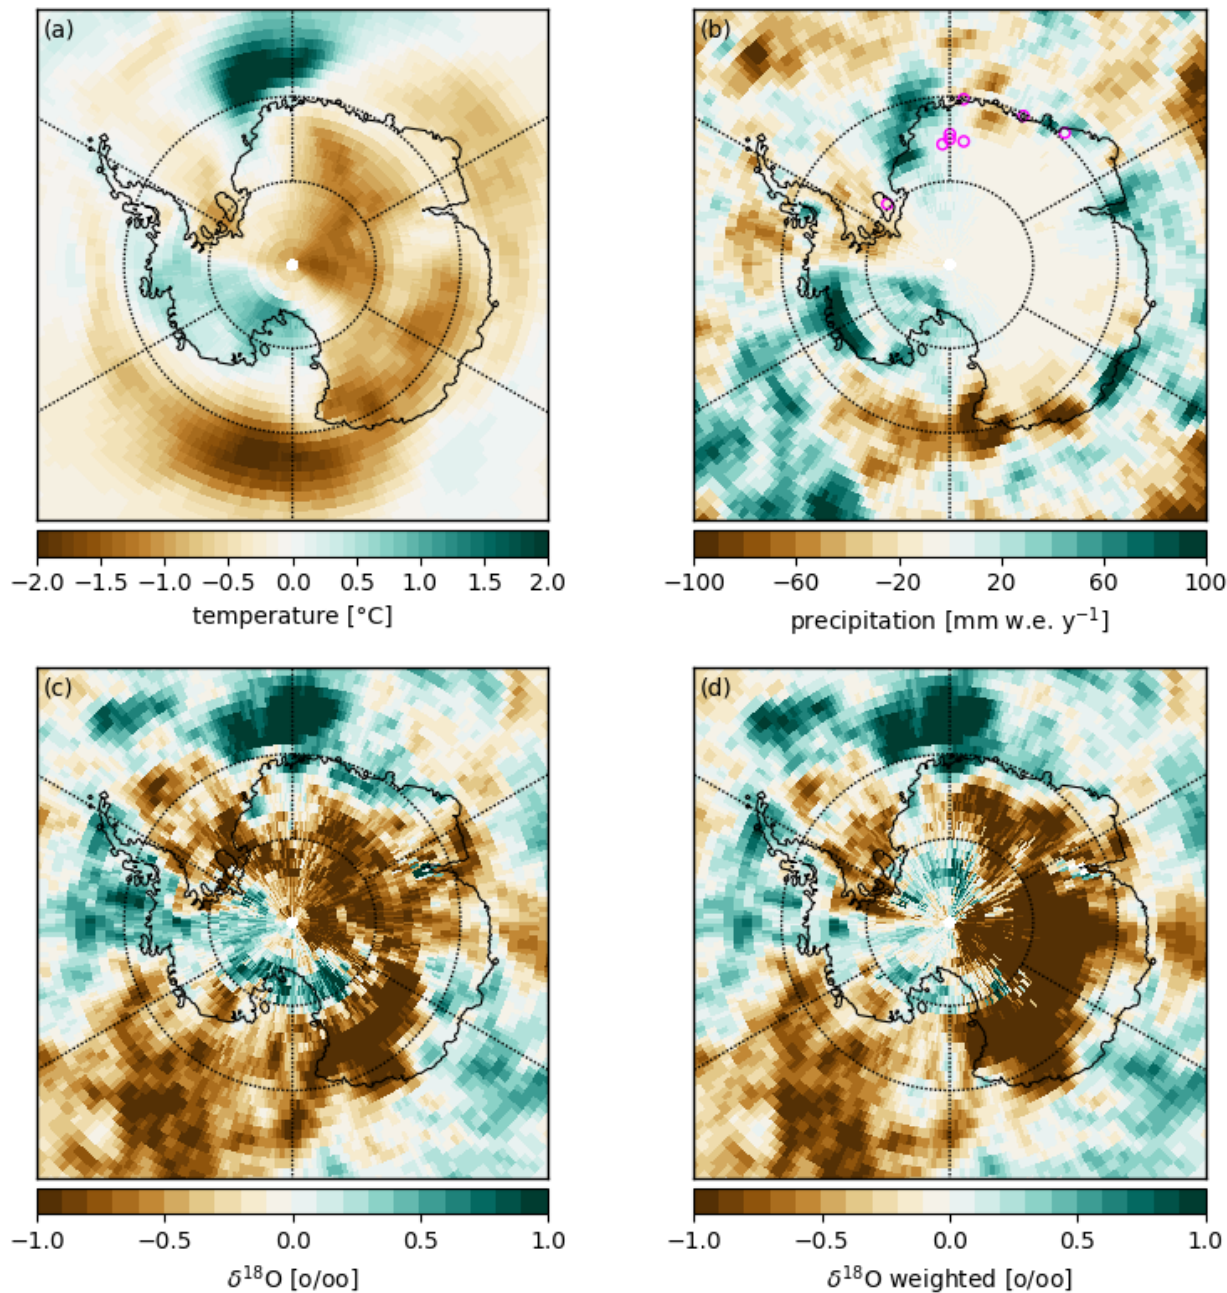 (a)
(b)
−2.0 −1.5 −1.0 −0.5 0.0 0.5 1.0 1.5 2.0
temperature [°C]
−100 −60 −20 20 60 100
precipitation [mm w.e. y⁻¹]
(c)
(d)
−1.0 −0.5 0.0 0.5 1.0
δ¹⁸O [o/oo]
−1.0 −0.5 0.0 0.5 1.0
δ¹⁸O weighted [o/oo]